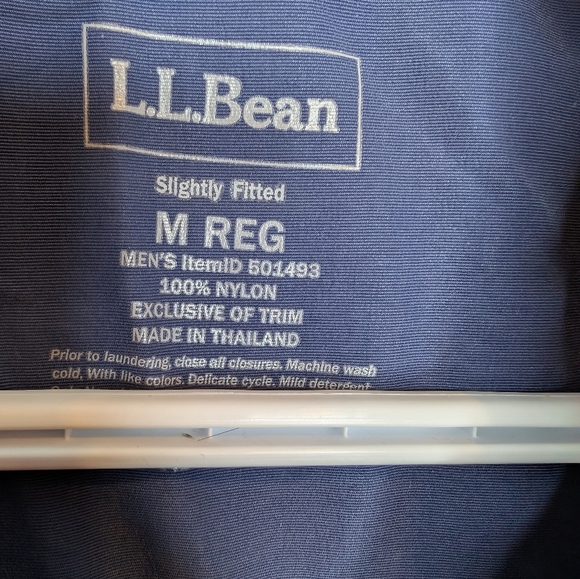 L.L.Bean
Slightly Fitted
M REG
MEN'S ItemID 501493
100% NYLON
EXCLUSIVE OF TRIM
MADE IN THAILAND
Prior to laundering, close all closures. Machine wash
cold, With like colors. Delicate cycle. Mild detergent